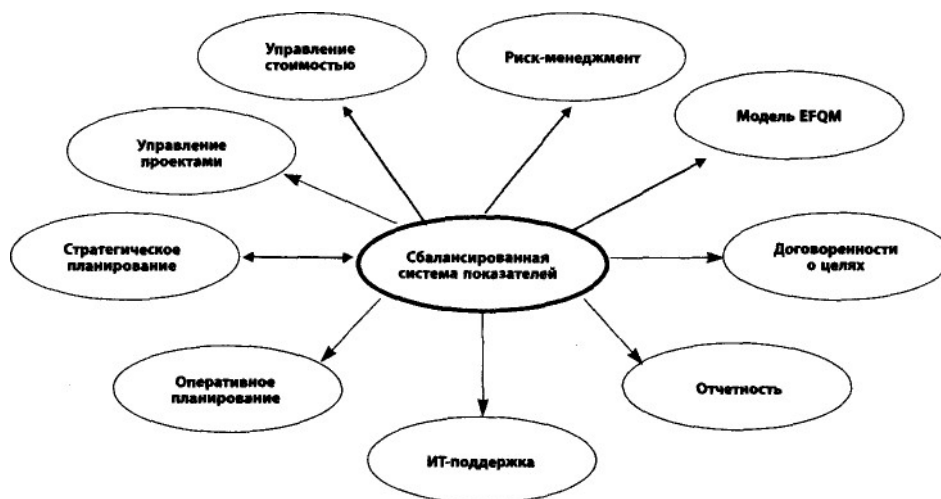 Управление
стоимостью
Риск-менеджмент
Модель EFQM
Управление
проектами
Стратегическое
планирование
Сбалансированная
система показателей
Договоренности
о целях
Оперативное
планирование
Отчетность
ИТ-поддержка